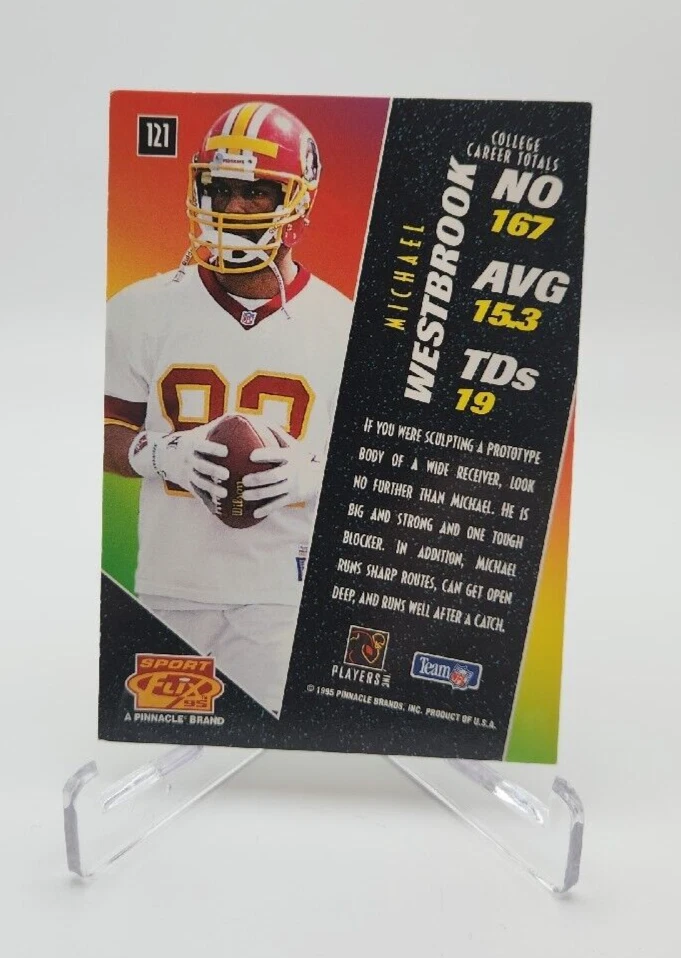 121
COLLEGE
CAREER TOTALS
NO
167
AVG
15.3
TDs
19
MICHAEL
WESTBROOK
IF YOU WERE SCULPTING A PROTOTYPE
BODY OF A WIDE RECEIVER, LOOK
NO FURTHER THAN MICHAEL. HE IS
BIG AND STRONG AND ONE TOUGH
BLOCKER. IN ADDITION, MICHAEL
RUNS SHARP ROUTES, CAN GET OPEN
DEEP, AND RUNS WELL AFTER A CATCH.
82
Wilson
PLAYERS INC
Team NFL
© 1995 PINNACLE BRANDS, INC. PRODUCT OF U.S.A.
SPORT
FLIX
95
A PINNACLE® BRAND